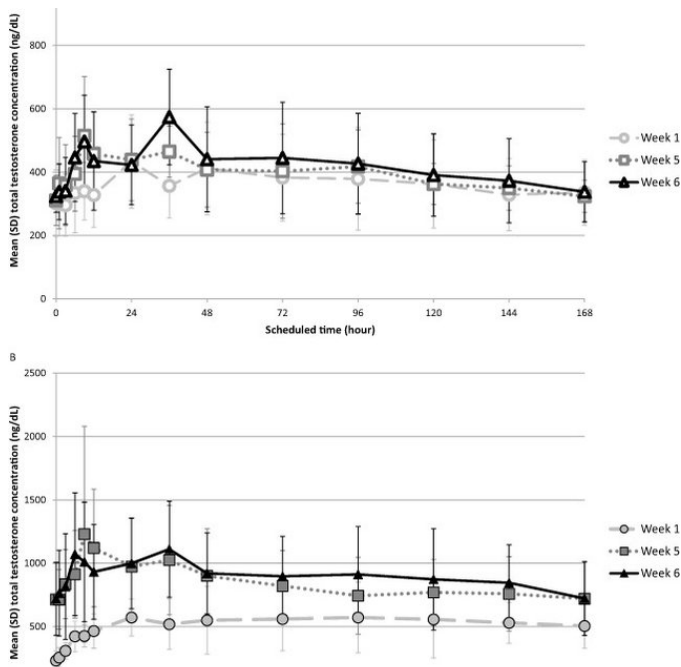 Mean (SD) total testosterone concentration (ng/dL)
800
600
400
200
0
0 24 48 72 96 120 144 168
Scheduled time (hour)
Week 1
Week 5
Week 6
B
Mean (SD) total testosterone concentration (ng/dL)
2500
2000
1500
1000
500
Week 1
Week 5
Week 6